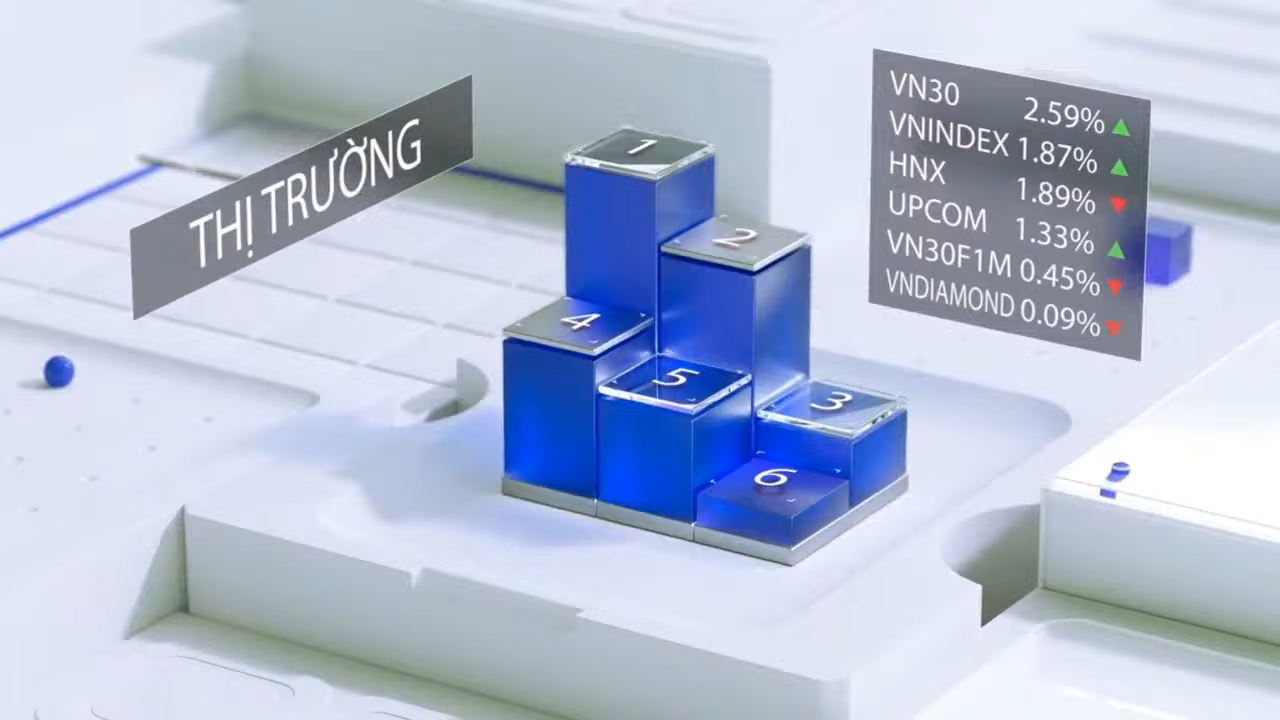 THỊ TRƯỜNG
VN30 2.59%
VNINDEX 1.87%
HNX 1.89%
UPCOM 1.33%
VN30F1M 0.45%
VNDIAMOND 0.09%
1
2
4
5
3
6